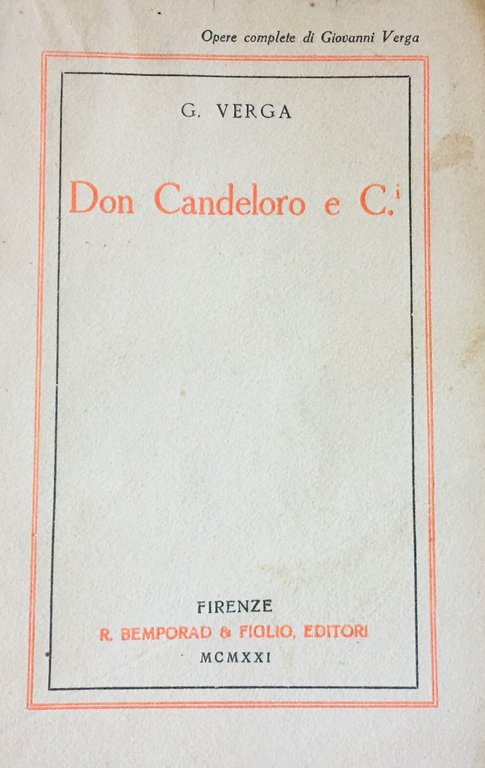 Opere complete di Giovanni Verga
G. VERGA
Don Candeloro e C.i
FIRENZE
R. BEMPORAD & FIGLIO, EDITORI
MCMXXI